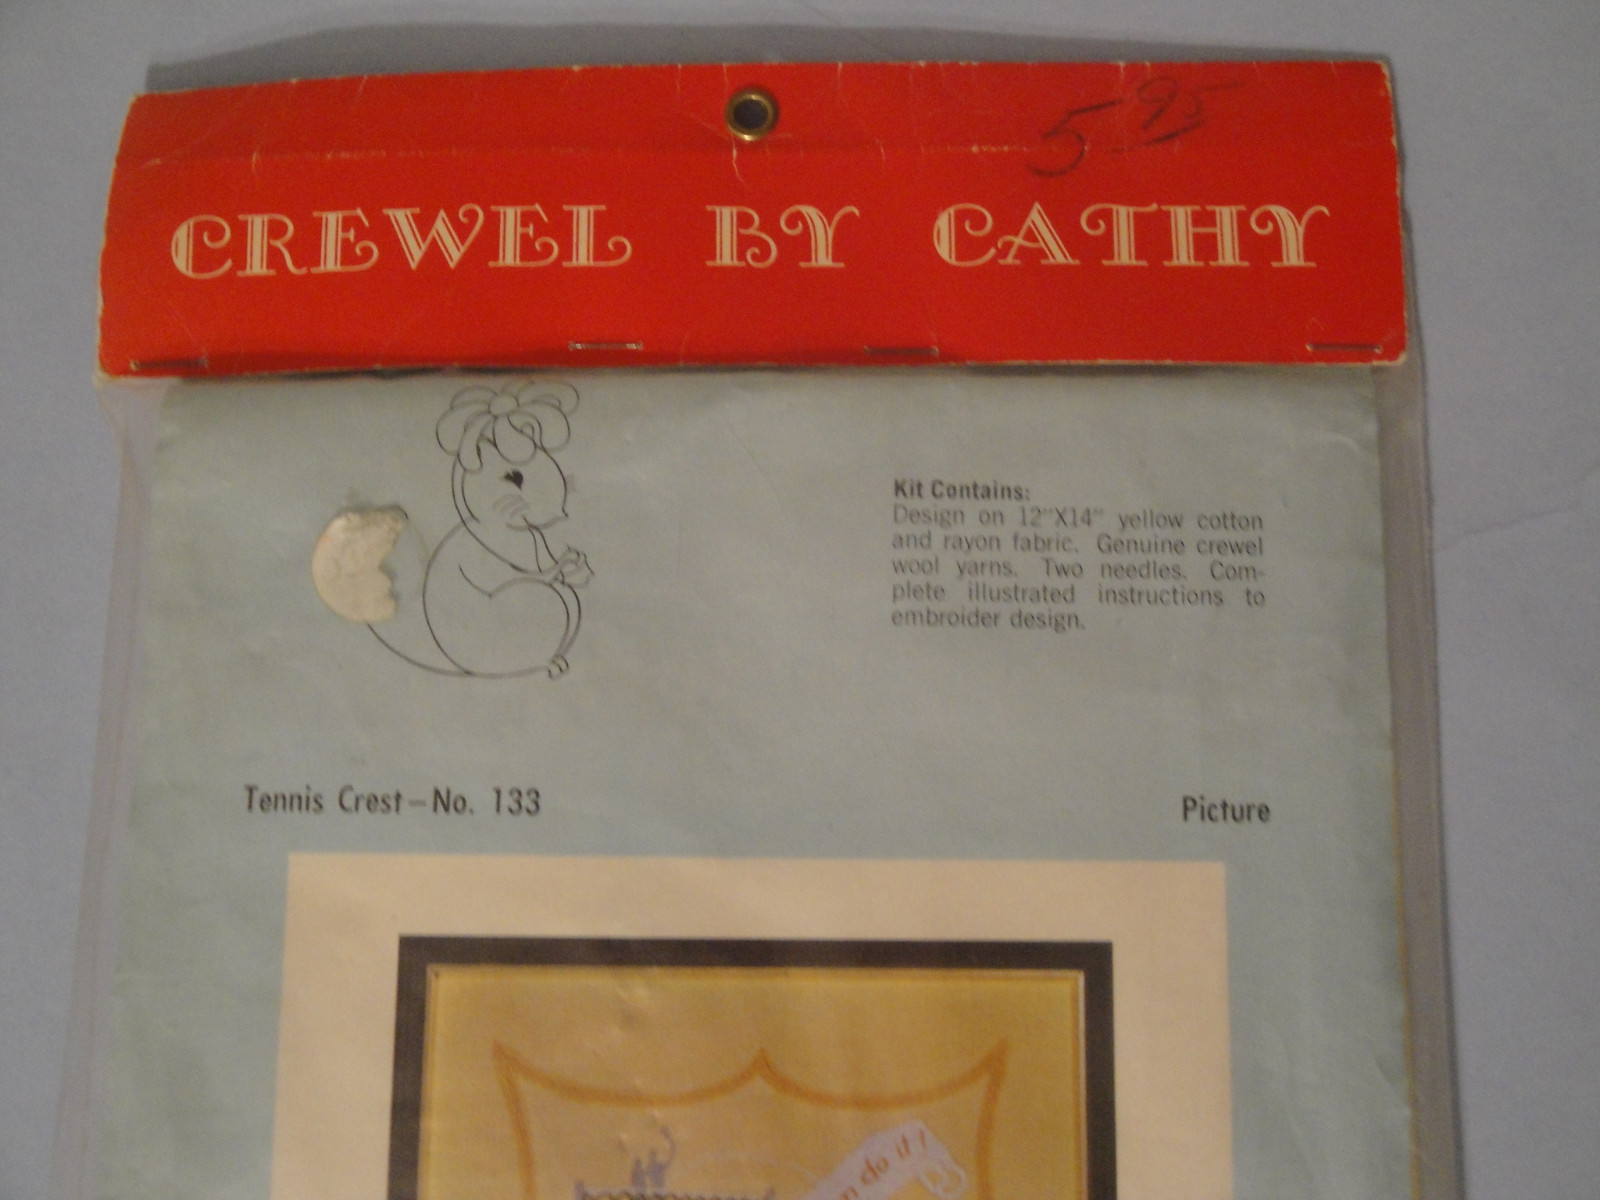 5 95
CREWEL BY CATHY
Kit Contains:
Design on 12"X14" yellow cotton
and rayon fabric. Genuine crewel
wool yarns. Two needles. Com-
plete illustrated instructions to
embroider design.
Tennis Crest—No. 133
Picture
do it!